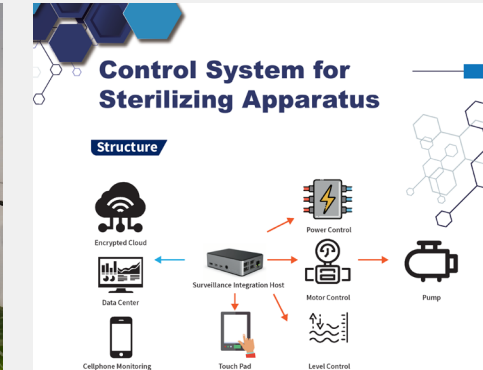 Control System for
Sterilizing Apparatus
Structure
Encrypted Cloud
Power Control
Surveillance Integration Host
Data Center
Motor Control
Pump
Cellphone Monitoring
Touch Pad
Level Control